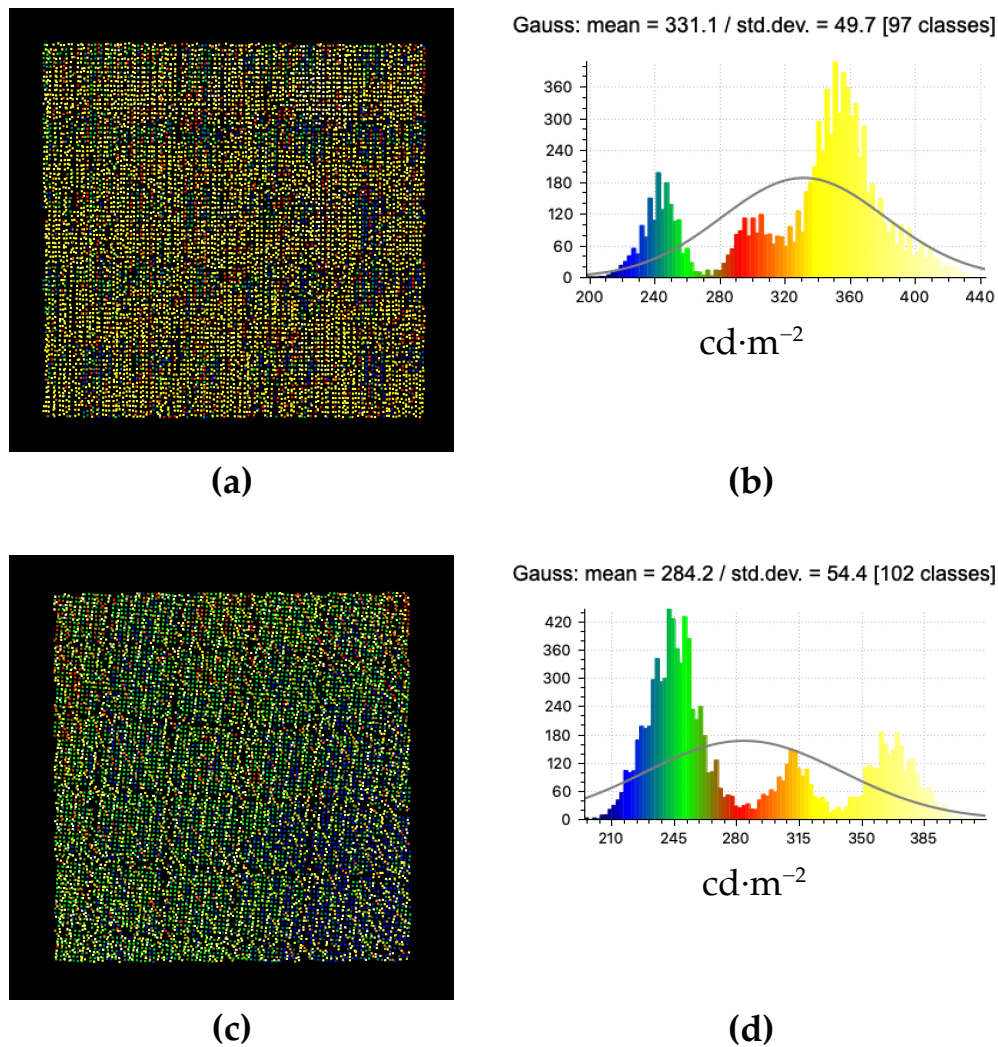 Gauss: mean = 331.1 / std.dev. = 49.7 [97 classes]
360
300
240
180
120
60
0
200 240 280 320 360 400 440
cd·m⁻²
(a) (b)
Gauss: mean = 284.2 / std.dev. = 54.4 [102 classes]
420
360
300
240
180
120
60
0
210 245 280 315 350 385
cd·m⁻²
(c) (d)